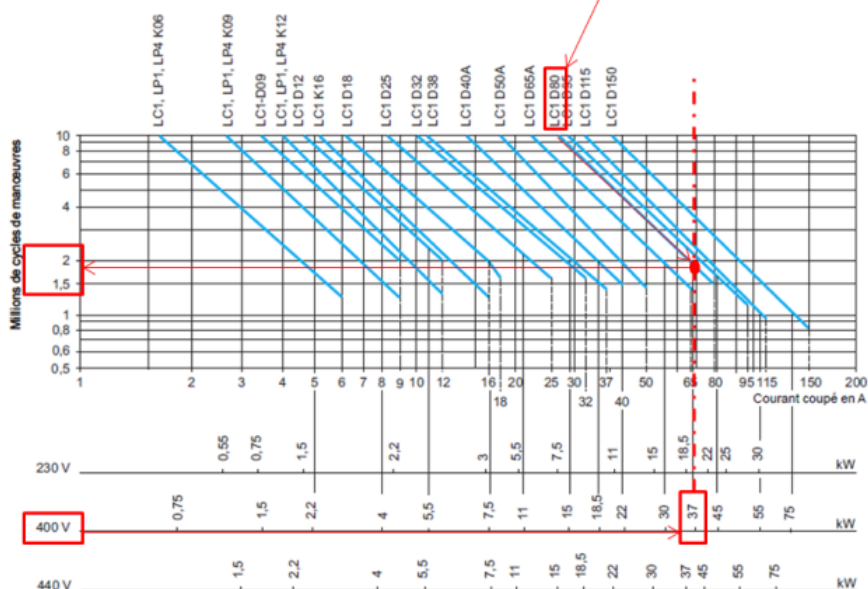 LC1, LP1, LP4 K06
LC1, LP1, LP4 K09
LC1-D09
LC1, LP1, LP4 K12
LC1 D12
LC1 K16
LC1 D18
LC1 D25
LC1 D32
LC1 D38
LC1 D40A
LC1 D50A
LC1 D65A
LC1 D80
LC1 D95
LC1 D115
LC1 D150
Millions de cycles de manœuvres
10
8
6
4
2
1,5
1
0,8
0,6
0,5
1 2 3 4 5 6 7 8 9 10 12 16 20 25 30 37 50 65 80 95 115 150 200
18 32 40
Courant coupé en A
0,55 0,75 1,5 2,2 3 5,5 7,5 11 15 18,5 22 25 30
230 V kW
0,75 1,5 2,2 4 5,5 7,5 11 15 18,5 22 30 37 45 55 75
400 V kW
1,5 2,2 4 5,5 7,5 11 15 18,5 22 30 37 45 55 75
440 V kW